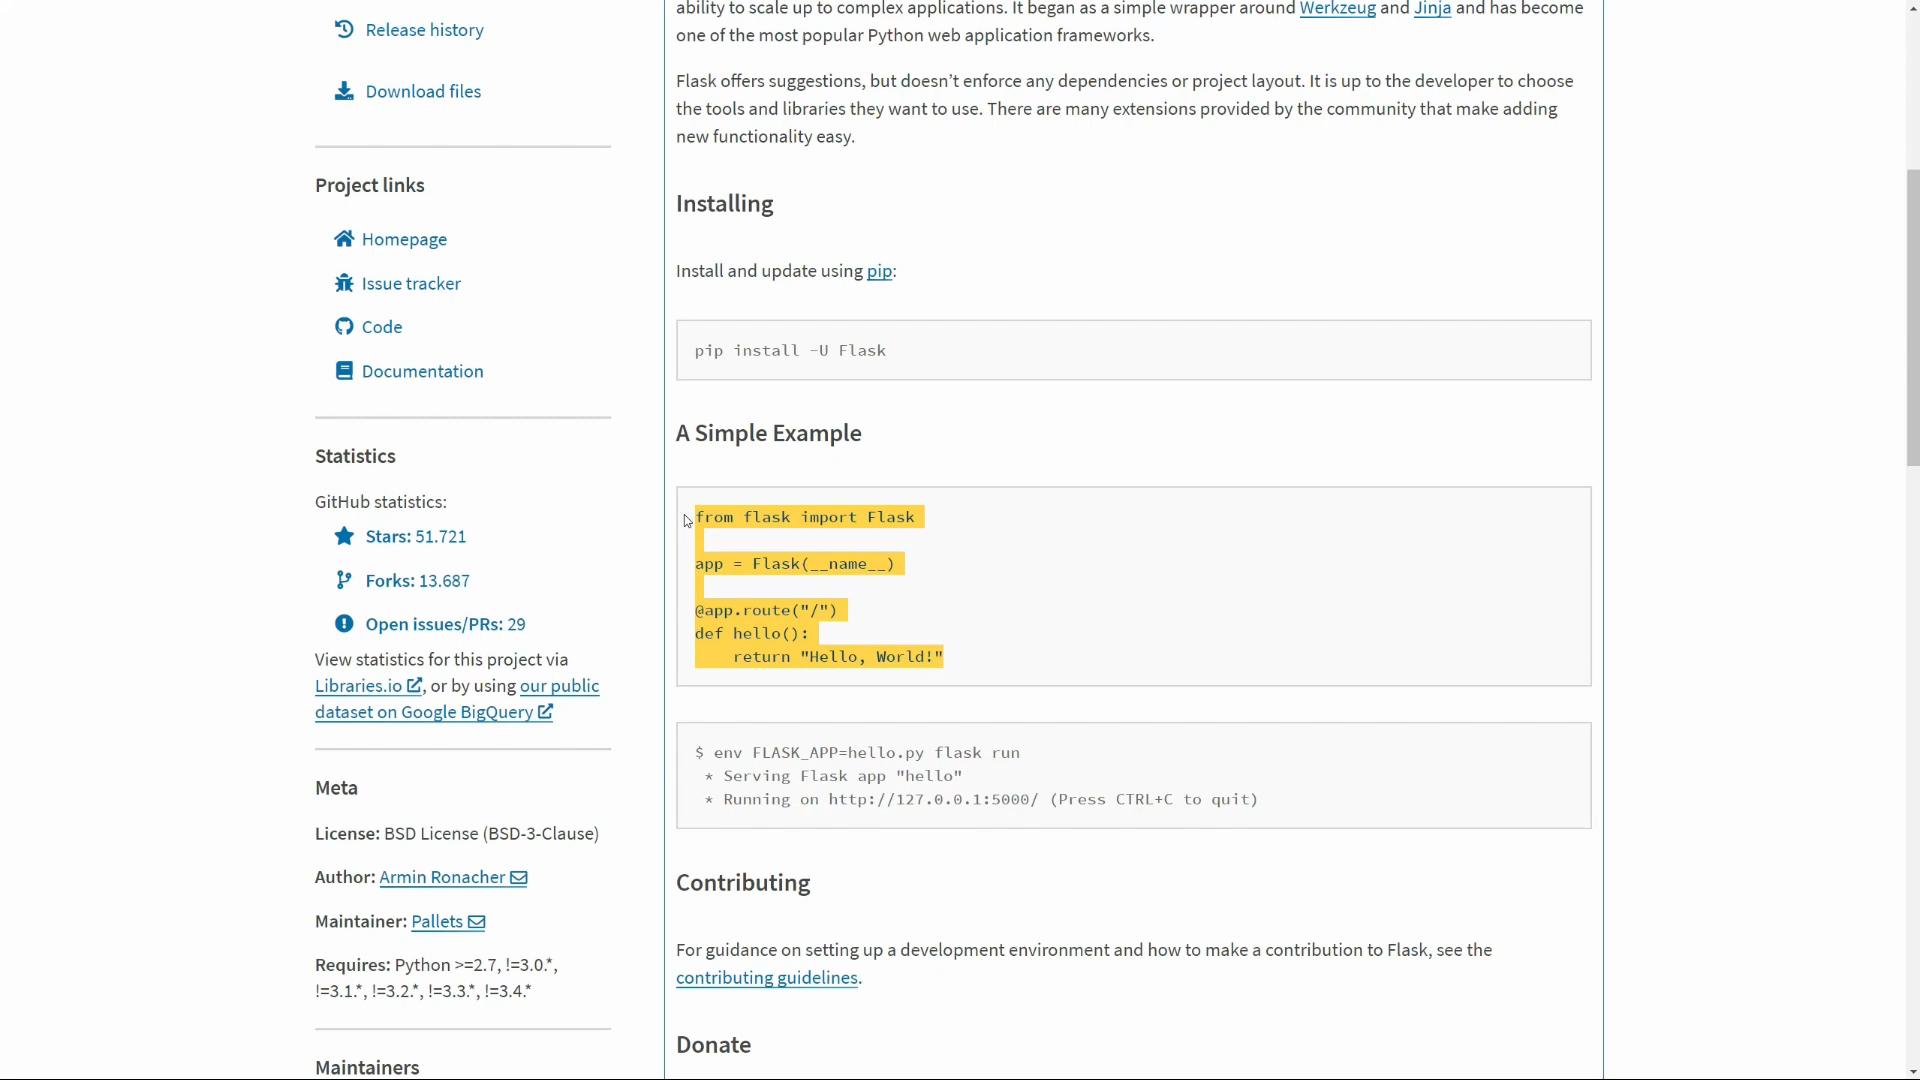 Release history
Download files
Project links
Homepage
Issue tracker
Code
Documentation
Statistics
GitHub statistics:
Stars: 51.721
Forks: 13.687
Open issues/PRs: 29
View statistics for this project via
Libraries.io, or by using our public
dataset on Google BigQuery
Meta
License: BSD License (BSD-3-Clause)
Author: Armin Ronacher
Maintainer: Pallets
Requires: Python >=2.7, !=3.0.*,
!=3.1.*, !=3.2.*, !=3.3.*, !=3.4.*
Maintainers
ability to scale up to complex applications. It began as a simple wrapper around Werkzeug and Jinja and has become
one of the most popular Python web application frameworks.
Flask offers suggestions, but doesn’t enforce any dependencies or project layout. It is up to the developer to choose
the tools and libraries they want to use. There are many extensions provided by the community that make adding
new functionality easy.
Installing
Install and update using pip:
pip install -U Flask
A Simple Example
from flask import Flask
app = Flask(__name__)
@app.route("/")
def hello():
    return "Hello, World!"
$ env FLASK_APP=hello.py flask run
 * Serving Flask app "hello"
 * Running on http://127.0.0.1:5000/ (Press CTRL+C to quit)
Contributing
For guidance on setting up a development environment and how to make a contribution to Flask, see the
contributing guidelines.
Donate